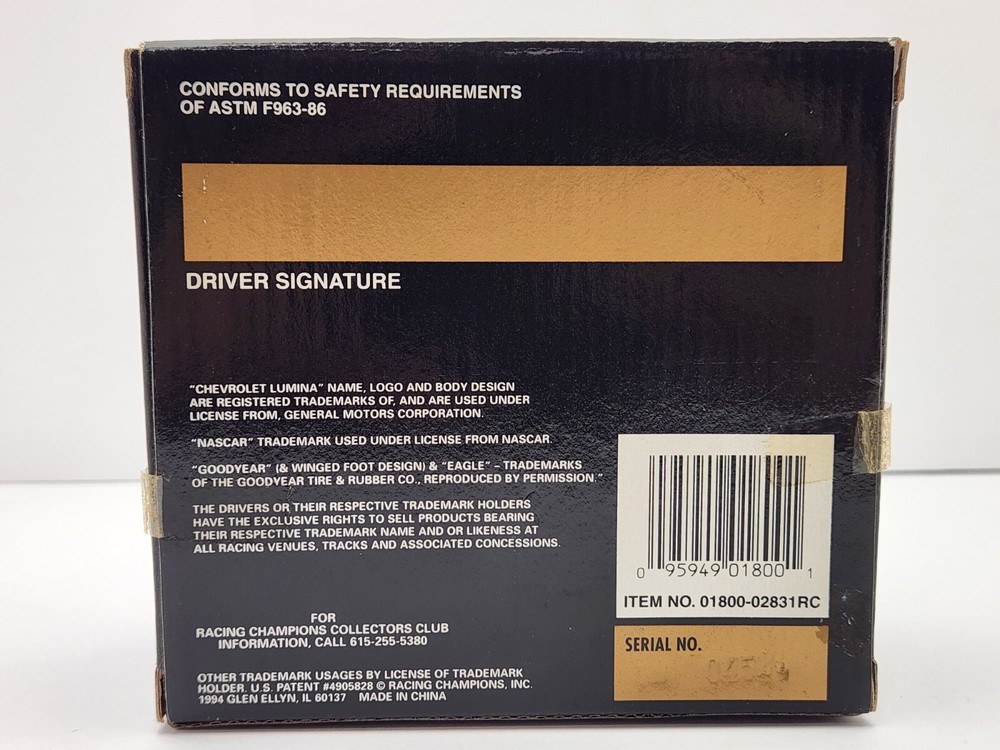 CONFORMS TO SAFETY REQUIREMENTS
OF ASTM F963-86
DRIVER SIGNATURE
"CHEVROLET LUMINA" NAME, LOGO AND BODY DESIGN
ARE REGISTERED TRADEMARKS OF, AND ARE USED UNDER
LICENSE FROM, GENERAL MOTORS CORPORATION.
"NASCAR" TRADEMARK USED UNDER LICENSE FROM NASCAR.
"GOODYEAR" (& WINGED FOOT DESIGN) & "EAGLE" – TRADEMARKS
OF THE GOODYEAR TIRE & RUBBER CO., REPRODUCED BY PERMISSION."
THE DRIVERS OR THEIR RESPECTIVE TRADEMARK HOLDERS
HAVE THE EXCLUSIVE RIGHTS TO SELL PRODUCTS BEARING
THEIR RESPECTIVE TRADEMARK NAME AND OR LIKENESS AT
ALL RACING VENUES, TRACKS AND ASSOCIATED CONCESSIONS.
FOR
RACING CHAMPIONS COLLECTORS CLUB
INFORMATION, CALL 615-255-5380
OTHER TRADEMARK USAGES BY LICENSE OF TRADEMARK
HOLDER. U.S. PATENT #4905828 © RACING CHAMPIONS, INC.
1994 GLEN ELLYN, IL 60137 MADE IN CHINA
0 95949 01800 1
ITEM NO. 01800-02831RC
SERIAL NO.